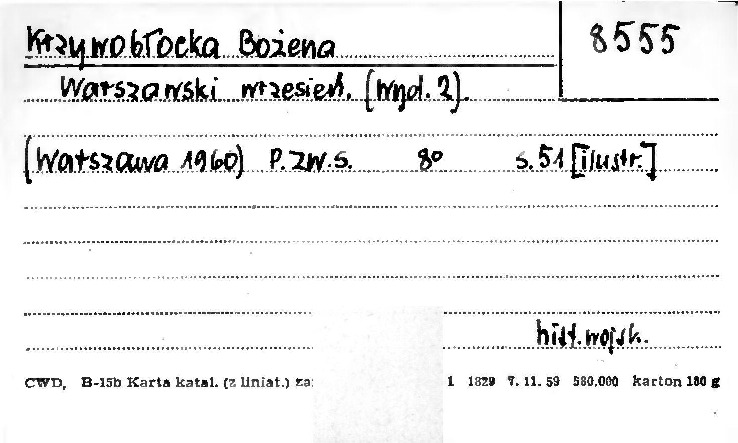 Krzywobłocka Bożena 8555
Warszawski wrzesień. (Wyd. 2).
(Warszawa 1960) P.ZW.S. 8° s.51 [ilustr.]
hist.wojsk.
CWD, B-15b Karta katal. (z liniat.) 1 1829 7.11.59 580.000 karton 180 g